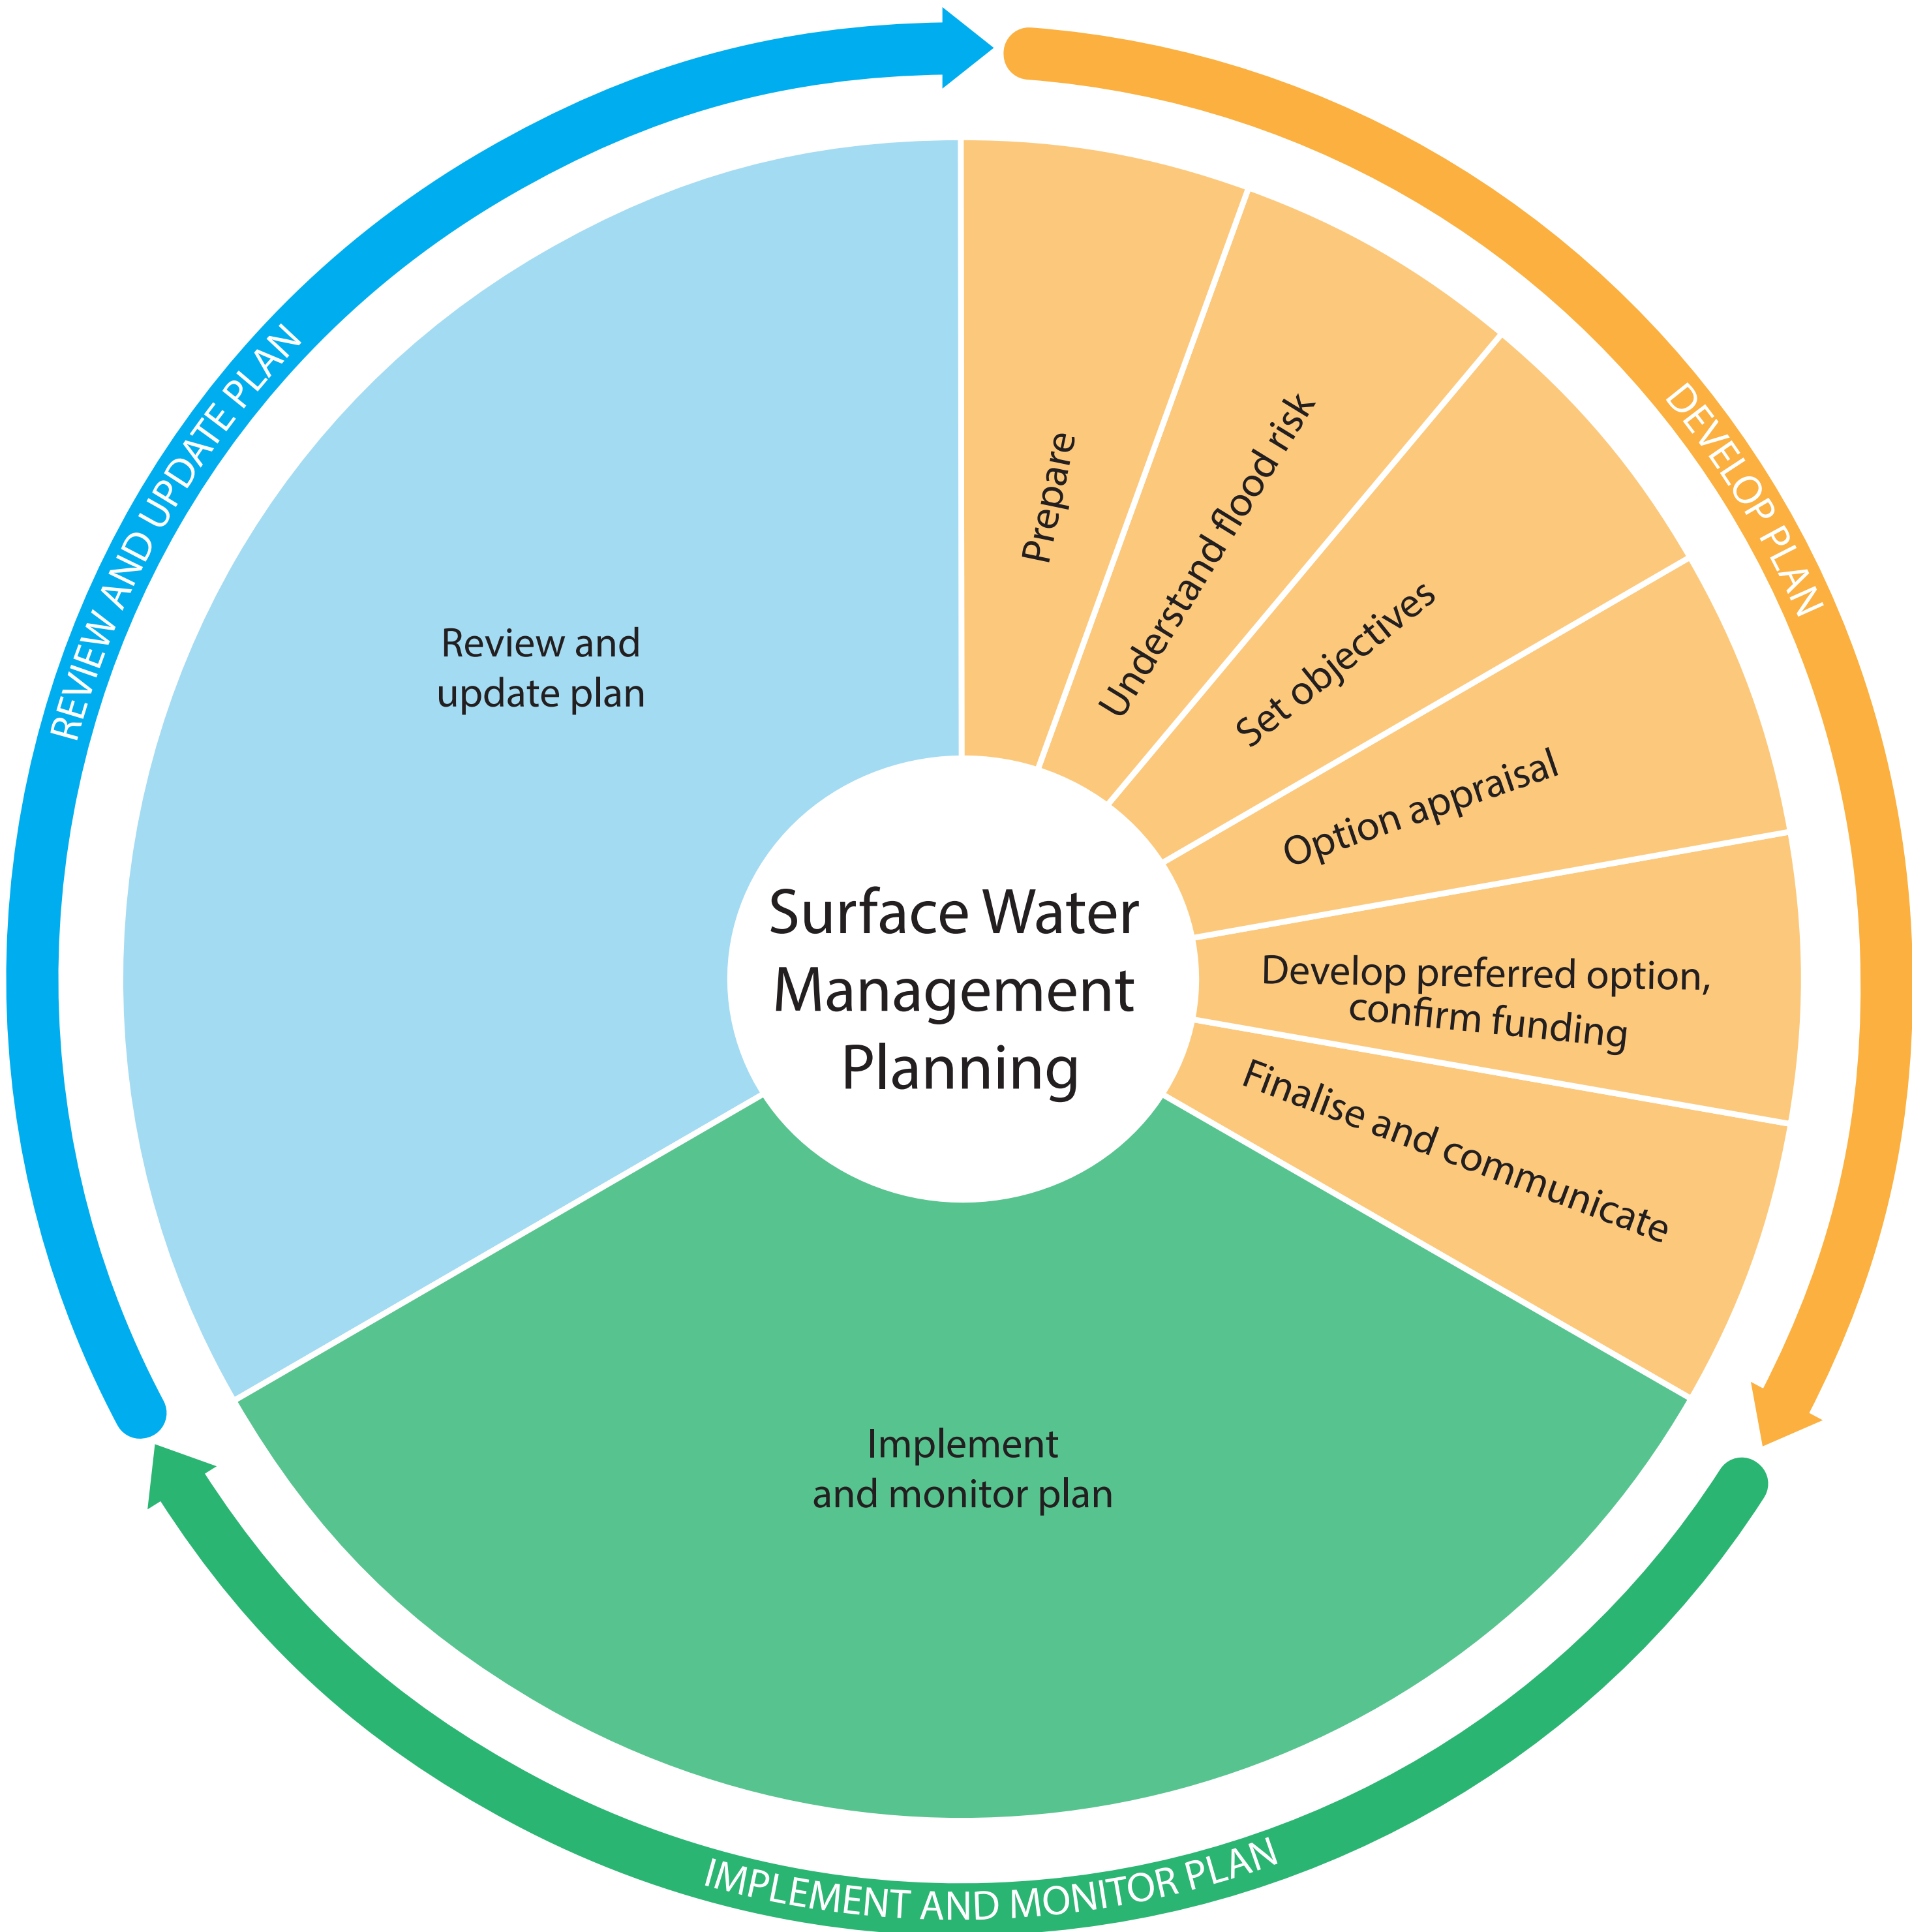 Surface Water
Management
Planning
DEVELOP PLAN
Prepare
Understand flood risk
Set objectives
Option appraisal
Develop preferred option,
confirm funding
Finalise and communicate
IMPLEMENT AND MONITOR PLAN
Implement
and monitor plan
REVIEW AND UPDATE PLAN
Review and
update plan